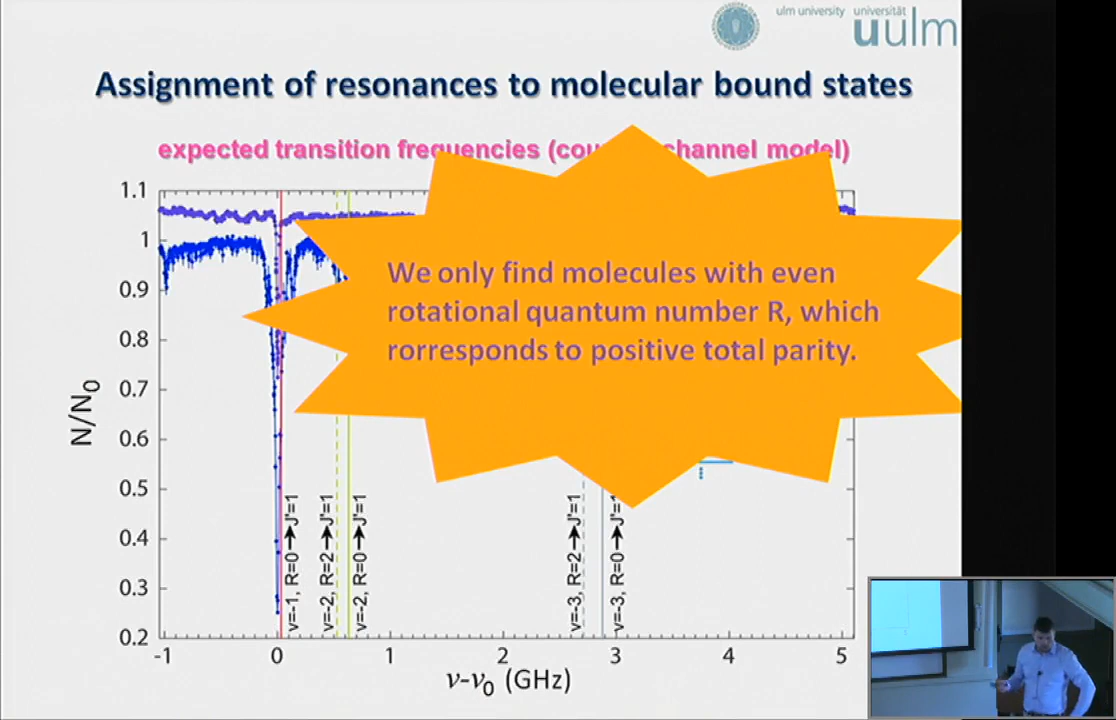 ulm university universität
uulm
Assignment of resonances to molecular bound states
expected transition frequencies (cou channel model)
We only find molecules with even
rotational quantum number R, which
rorresponds to positive total parity.
N/N0
1.1
1
0.9
0.8
0.7
0.6
0.5
0.4
0.3
0.2
v=-1, R=0→J'=1
v=-2, R=2→J'=1
v=-2, R=0→J'=1
v=-3, R=2→J'=1
v=-3, R=0→J'=1
-1 0 1 2 3 4 5
ν-ν0 (GHz)